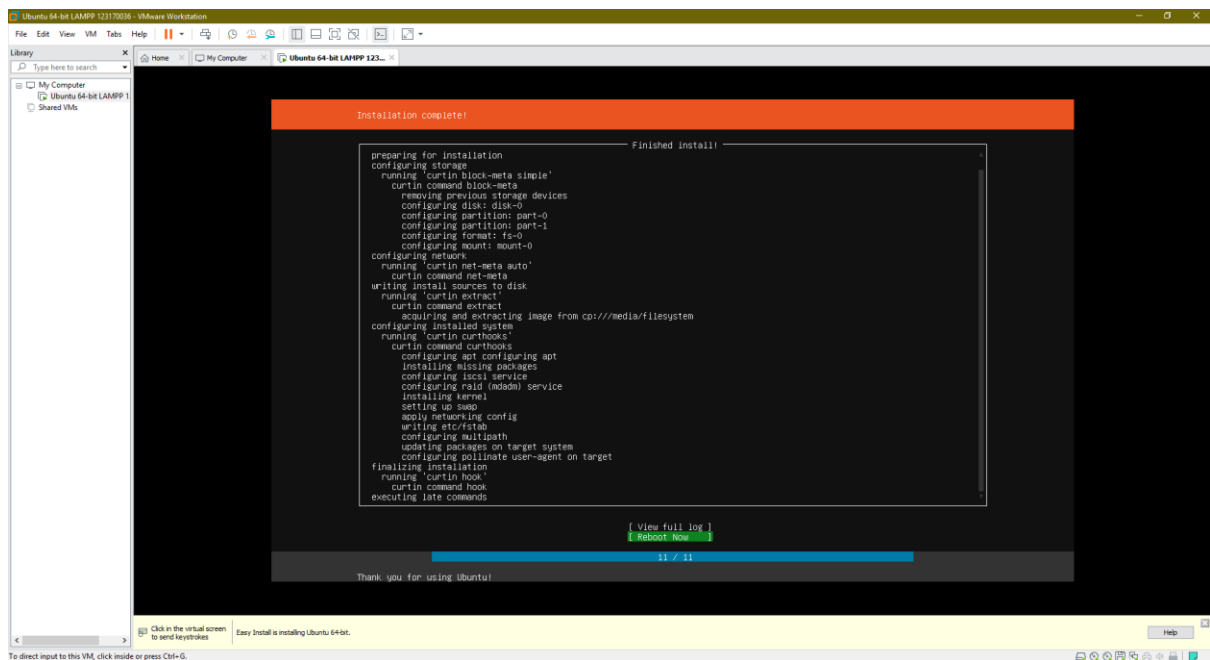 Ubuntu 64-bit LAMPP 123170036 - VMware Workstation
File Edit View VM Tabs Help
Library
Type here to search
My Computer
Ubuntu 64-bit LAMPP 1
Shared VMs
Home
My Computer
Ubuntu 64-bit LAMPP 123...
Installation complete!
Finished install!
preparing for installation
configuring storage
running 'curtin block-meta simple'
curtin command block-meta
removing previous storage devices
configuring disk: disk-0
configuring partition: part-0
configuring partition: part-1
configuring format: fs-0
configuring mount: mount-0
configuring network
running 'curtin net-meta auto'
curtin command net-meta
writing install sources to disk
running 'curtin extract'
curtin command extract
acquiring and extracting image from cp:///media/filesystem
configuring installed system
running 'curtin curthooks'
curtin command curthooks
configuring apt configuring apt
installing missing packages
configuring iscsi service
configuring raid (mdadm) service
installing kernel
setting up swap
apply networking config
writing etc/fstab
configuring multipath
updating packages on target system
configuring pollinate user-agent on target
finalizing installation
running 'curtin hook'
curtin command hook
executing late commands
[ View full log ]
[ Reboot Now ]
11 / 11
Thank you for using Ubuntu!
Click in the virtual screen
to send keystrokes
Easy Install is installing Ubuntu 64-bit.
Help
To direct input to this VM, click inside or press Ctrl+G.